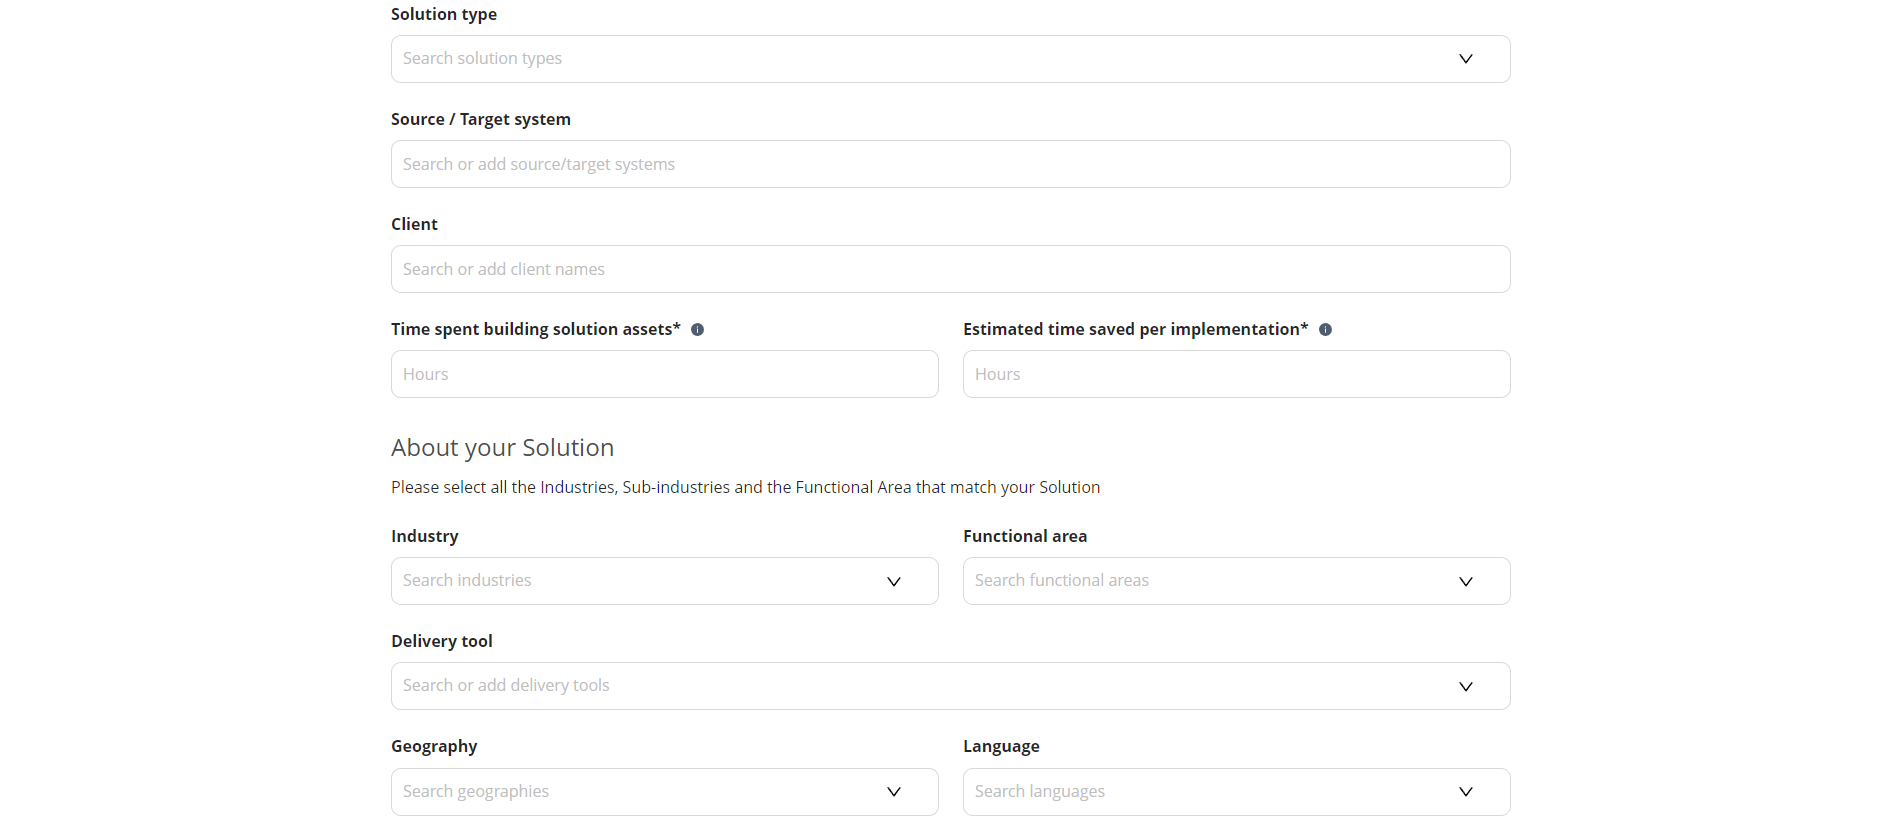 Solution type
Search solution types
Source / Target system
Search or add source/target systems
Client
Search or add client names
Time spent building solution assets*
Estimated time saved per implementation*
Hours
Hours
About your Solution
Please select all the Industries, Sub-industries and the Functional Area that match your Solution
Industry
Functional area
Search industries
Search functional areas
Delivery tool
Search or add delivery tools
Geography
Language
Search geographies
Search languages